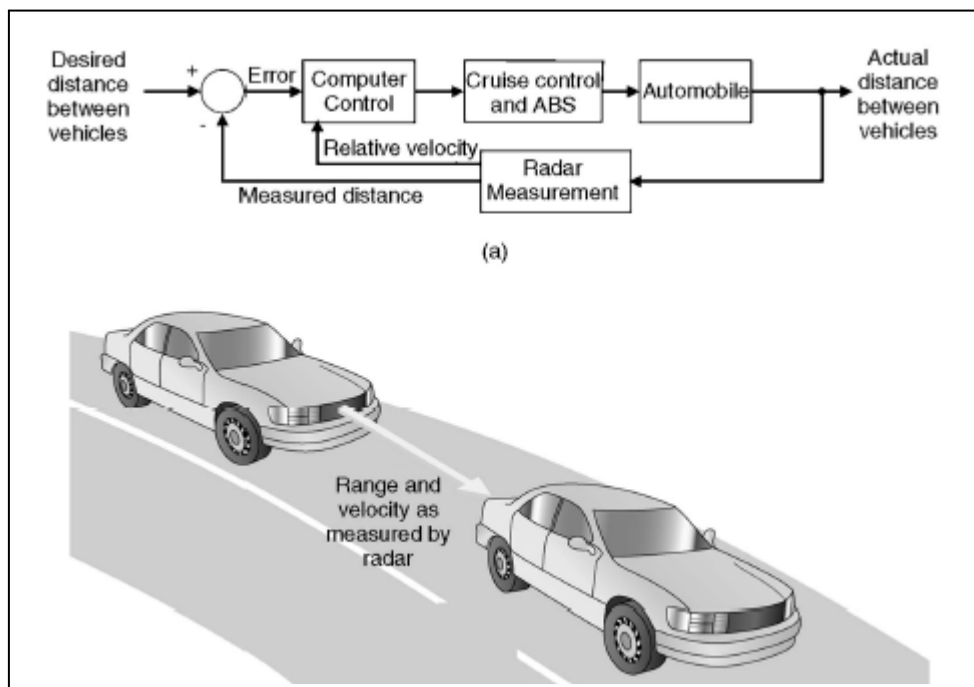 Desired
distance
between
vehicles
+
-
Error
Computer
Control
Cruise control
and ABS
Automobile
Actual
distance
between
vehicles
Relative velocity
Radar
Measurement
Measured distance
(a)
Range and
velocity as
measured by
radar